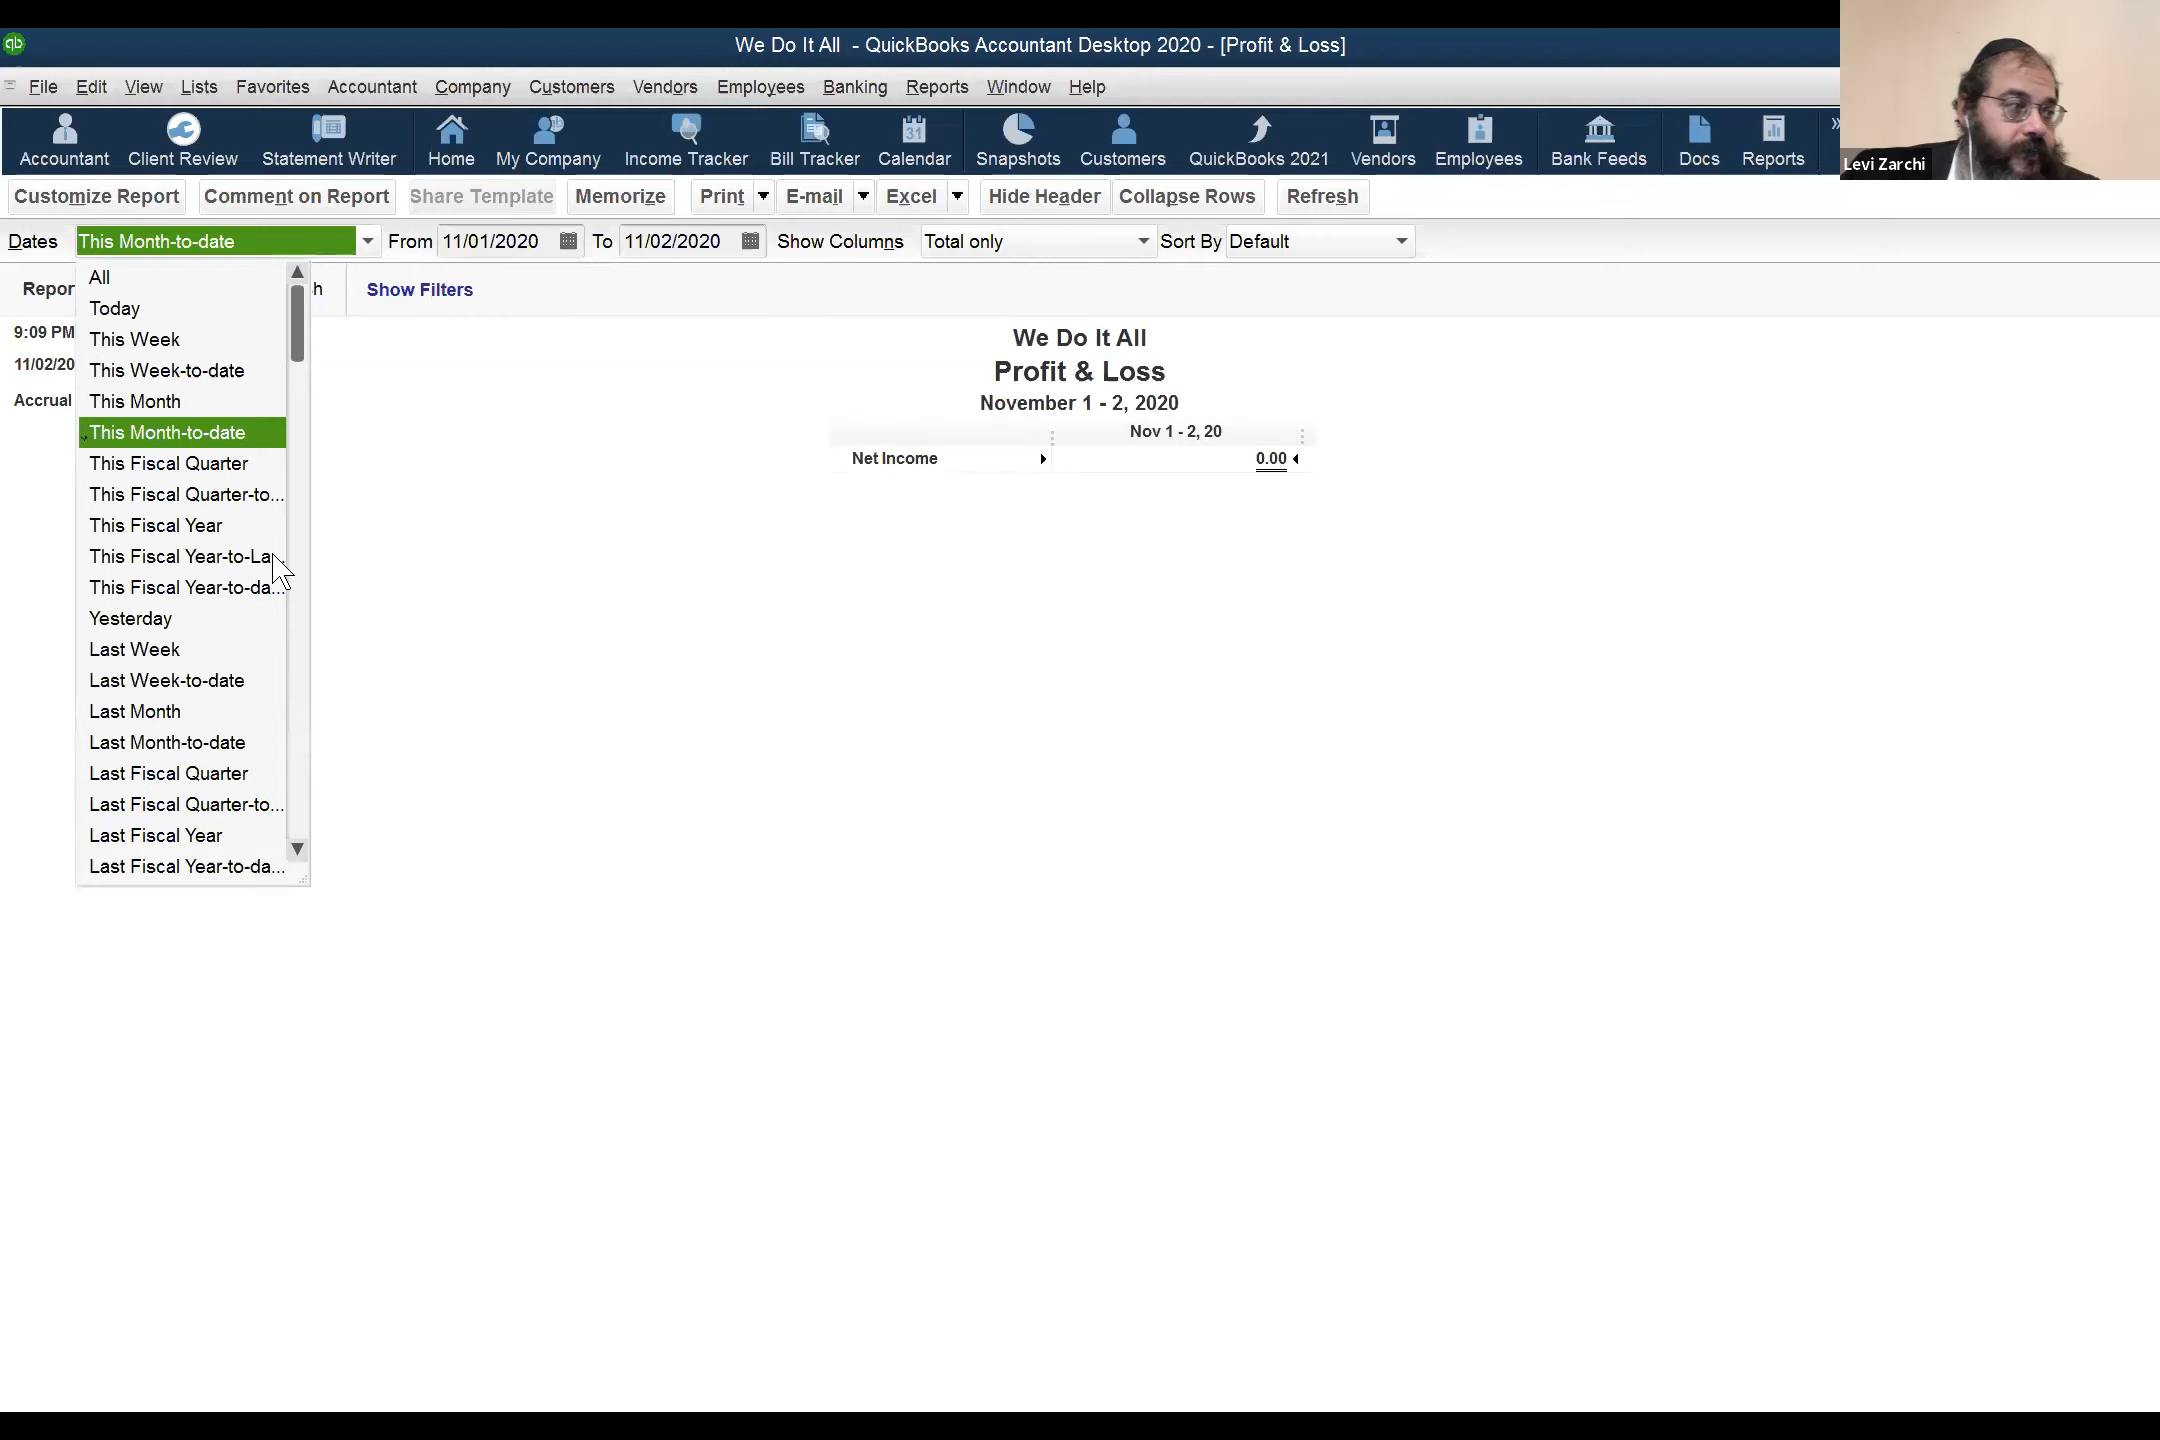 We Do It All - QuickBooks Accountant Desktop 2020 - [Profit & Loss]
File Edit View Lists Favorites Accountant Company Customers Vendors Employees Banking Reports Window Help
Accountant Client Review Statement Writer Home My Company Income Tracker Bill Tracker Calendar Snapshots Customers QuickBooks 2021 Vendors Employees Bank Feeds Docs Reports
31
Levi Zarchi
Customize Report Comment on Report Share Template Memorize Print E-mail Excel Hide Header Collapse Rows Refresh
Dates This Month-to-date From 11/01/2020 To 11/02/2020 Show Columns Total only Sort By Default
Repor h Show Filters
9:09 PM
11/02/20
Accrual
All
Today
This Week
This Week-to-date
This Month
This Month-to-date
This Fiscal Quarter
This Fiscal Quarter-to...
This Fiscal Year
This Fiscal Year-to-La...
This Fiscal Year-to-da...
Yesterday
Last Week
Last Week-to-date
Last Month
Last Month-to-date
Last Fiscal Quarter
Last Fiscal Quarter-to...
Last Fiscal Year
Last Fiscal Year-to-da...
We Do It All
Profit & Loss
November 1 - 2, 2020
Nov 1 - 2, 20
Net Income 0.00